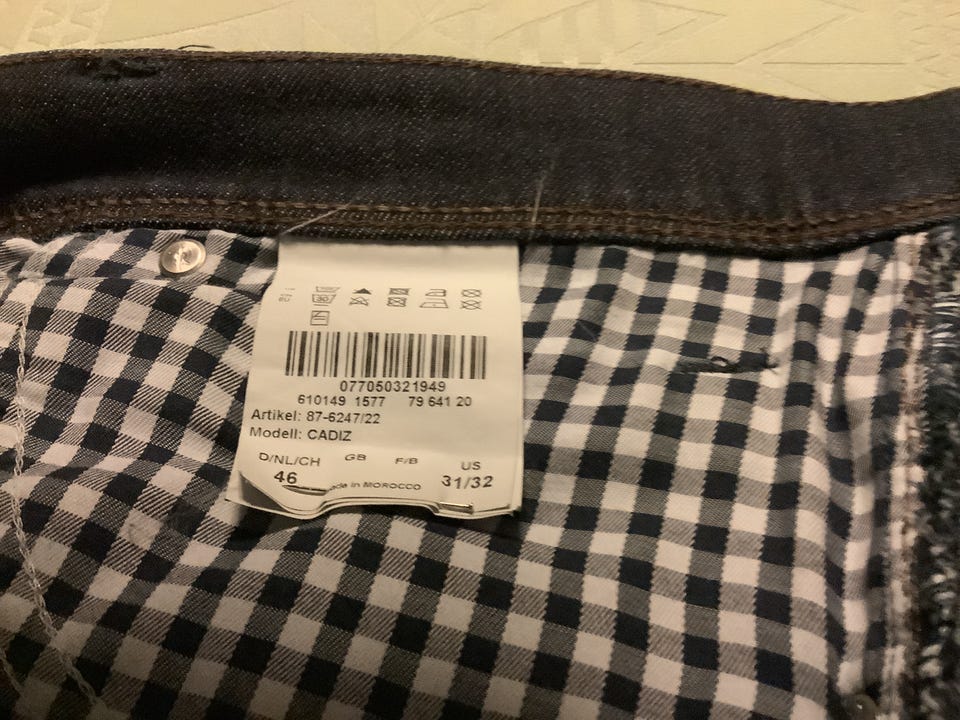 077050321949
610149 1577 79 641 20
Artikel: 87-6247/22
Modell: CADIZ
D/NL/CH GB F/B US
46 31/32
in MOROCCO